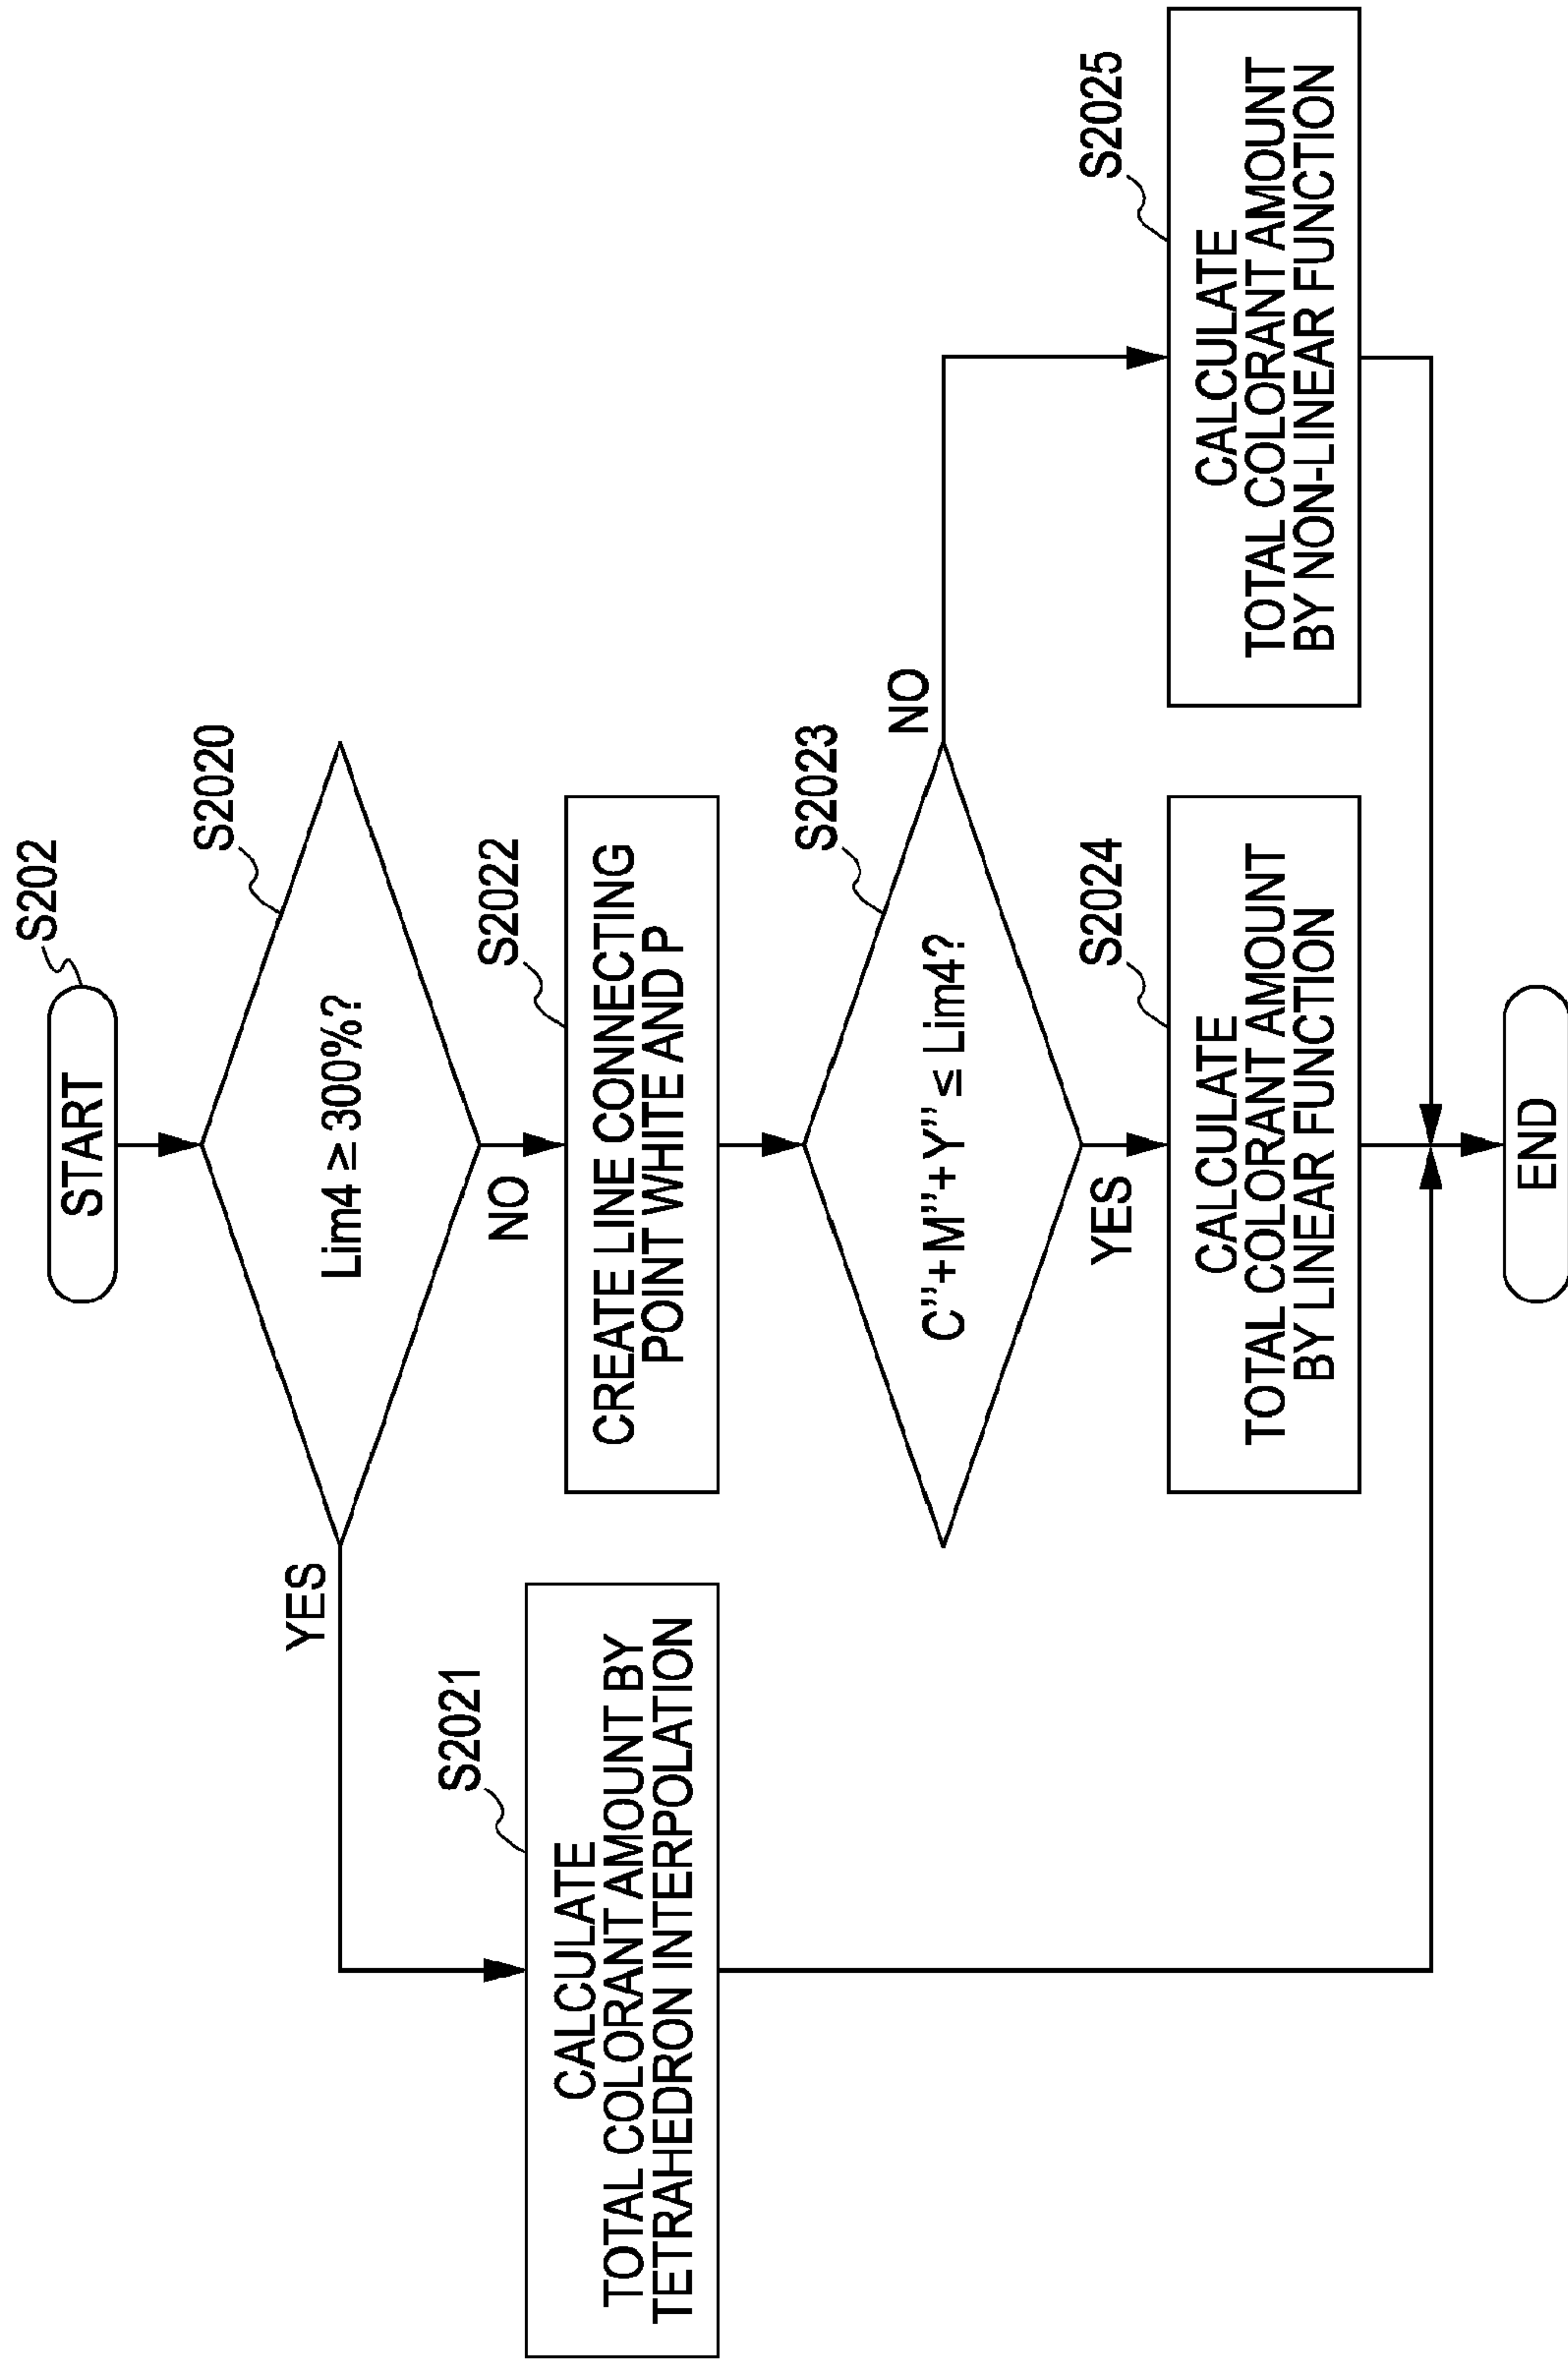 S202
START
S2020
Lim4 ≥ 300%?
YES
NO
S2021
CALCULATE
TOTAL COLORANT AMOUNT BY
TETRAHEDRON INTERPOLATION
S2022
CREATE LINE CONNECTING
POINT WHITE AND P
S2023
C”+ M”+ Y” ≤ Lim4?
NO
YES
S2024
CALCULATE
TOTAL COLORANT AMOUNT
BY LINEAR FUNCTION
S2025
CALCULATE
TOTAL COLORANT AMOUNT
BY NON-LINEAR FUNCTION
END